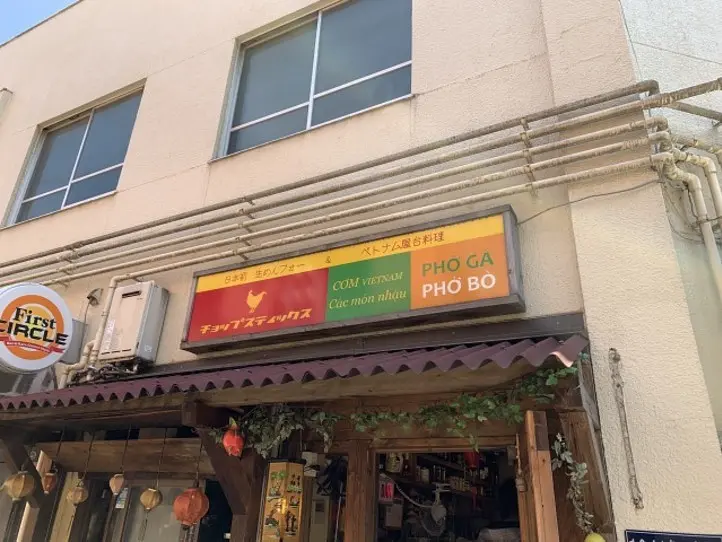 日本初 生めんフォー & ベトナム屋台料理
チョップスティックス
CƠM VIETNAM
Các món nhậu
PHỞ GÀ
PHỞ BÒ
First
CIRCLE